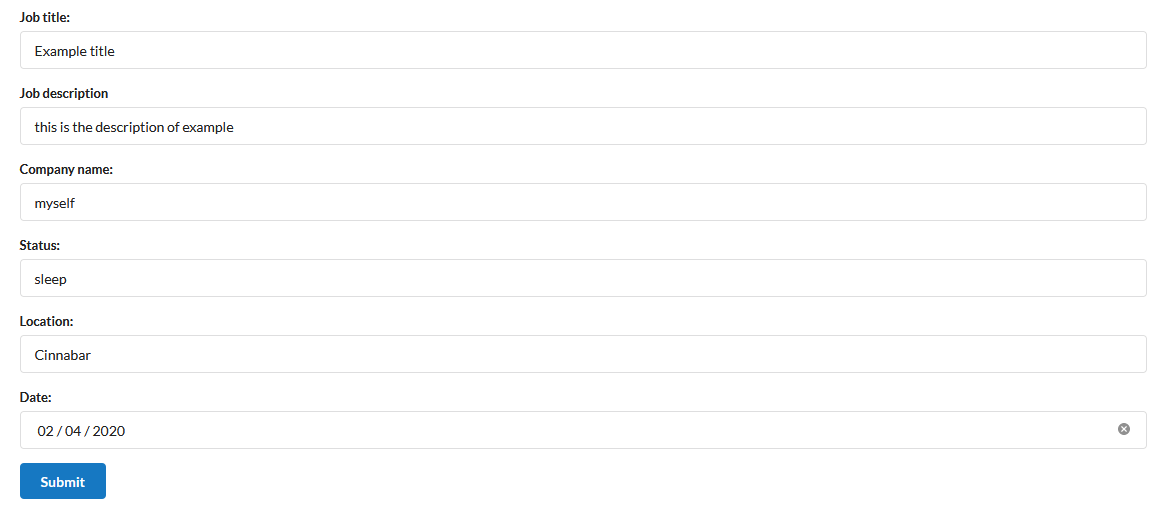 Job title:
Example title
Job description
this is the description of example
Company name:
myself
Status:
sleep
Location:
Cinnabar
Date:
02 / 04 / 2020
Submit